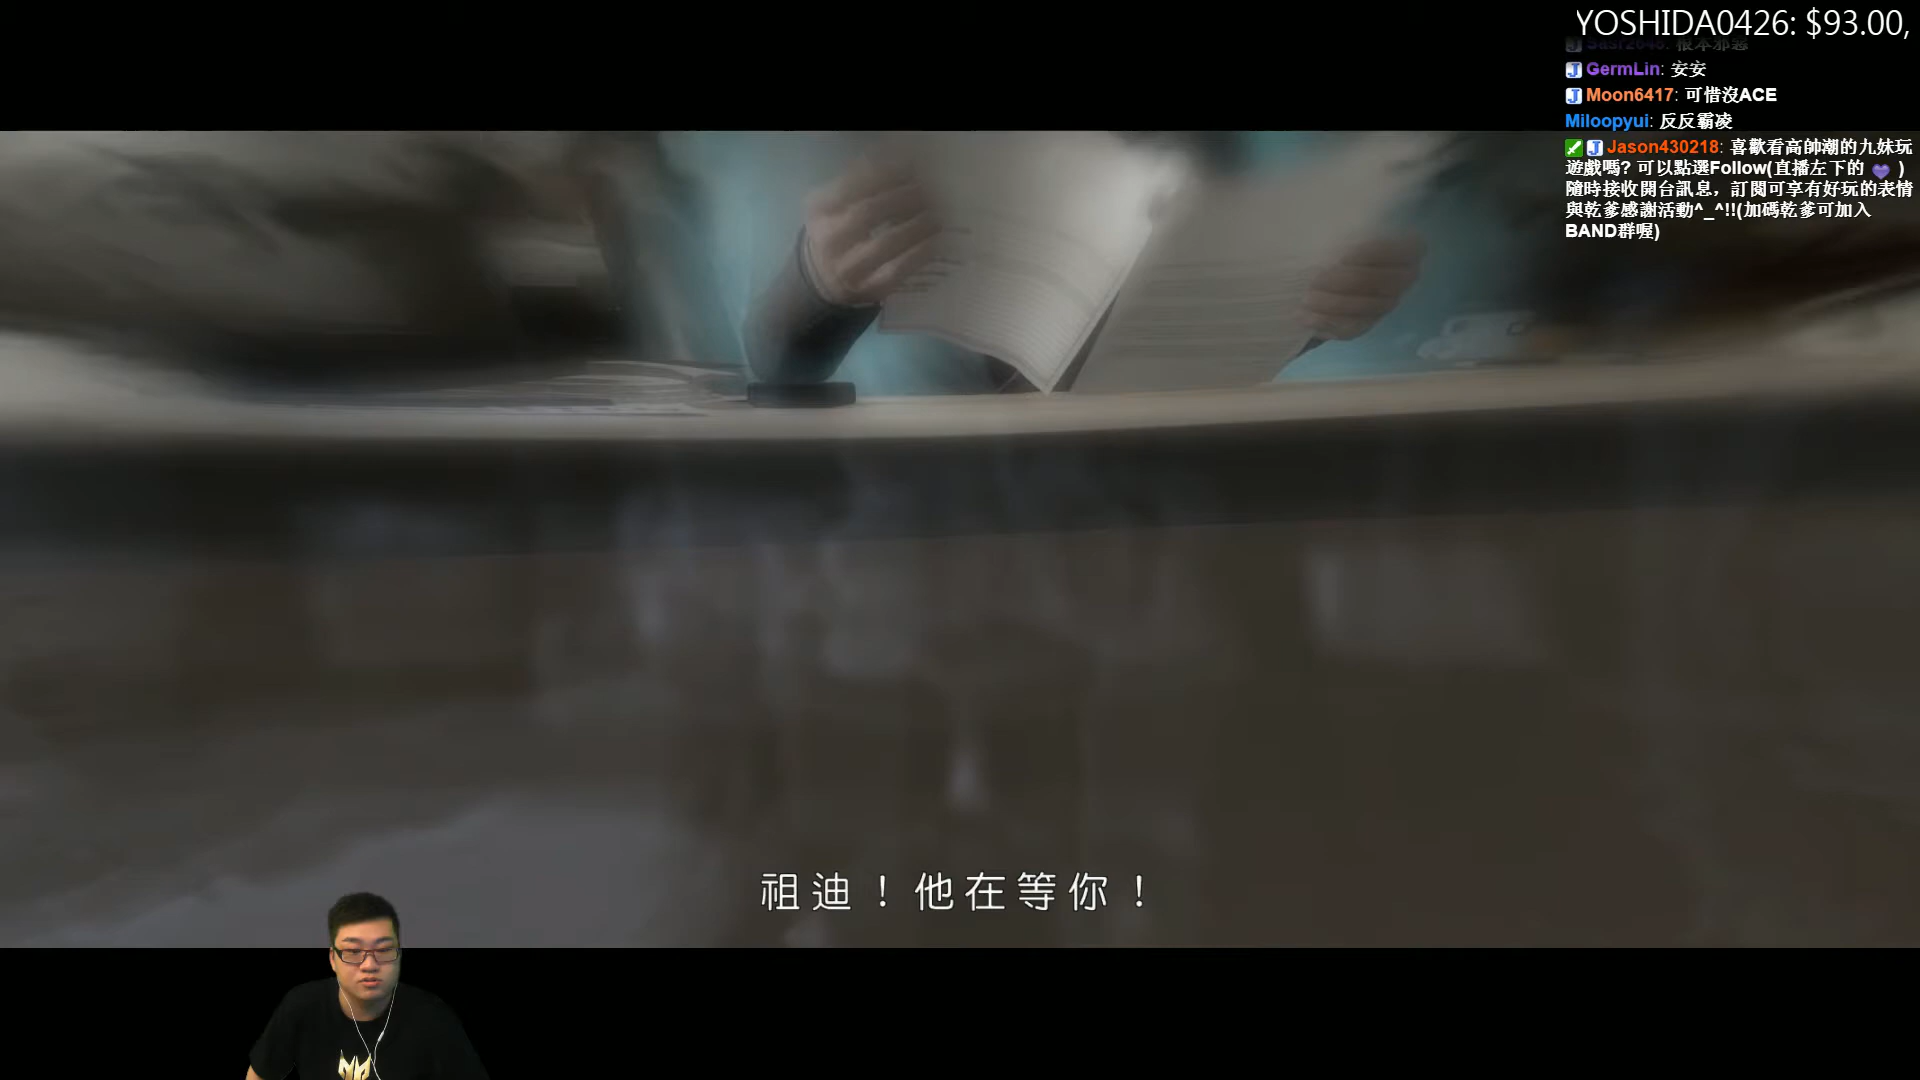 YOSHIDA0426: $93.00,
GermLin: 安安
Moon6417: 可惜沒ACE
Miloopyui: 反反霸凌
Jason430218: 喜歡看高帥潮的九妹玩
遊戲嗎? 可以點選Follow(直播左下的 )
隨時接收開台訊息, 訂閱可享有好玩的表情
與乾爹感謝活動^_^!!(加碼乾爹可加入
BAND群喔)
祖迪！他在等你！